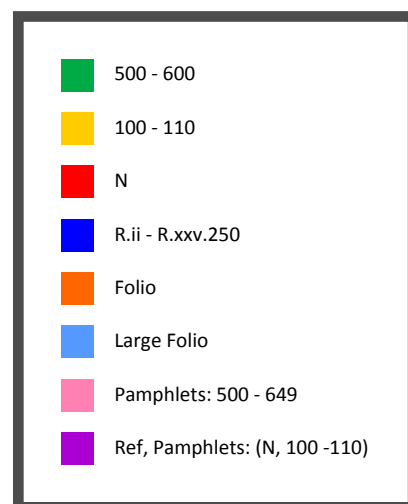 500 - 600
100 - 110
N
R.ii - R.xxv.250
Folio
Large Folio
Pamphlets: 500 - 649
Ref, Pamphlets: (N, 100 -110)